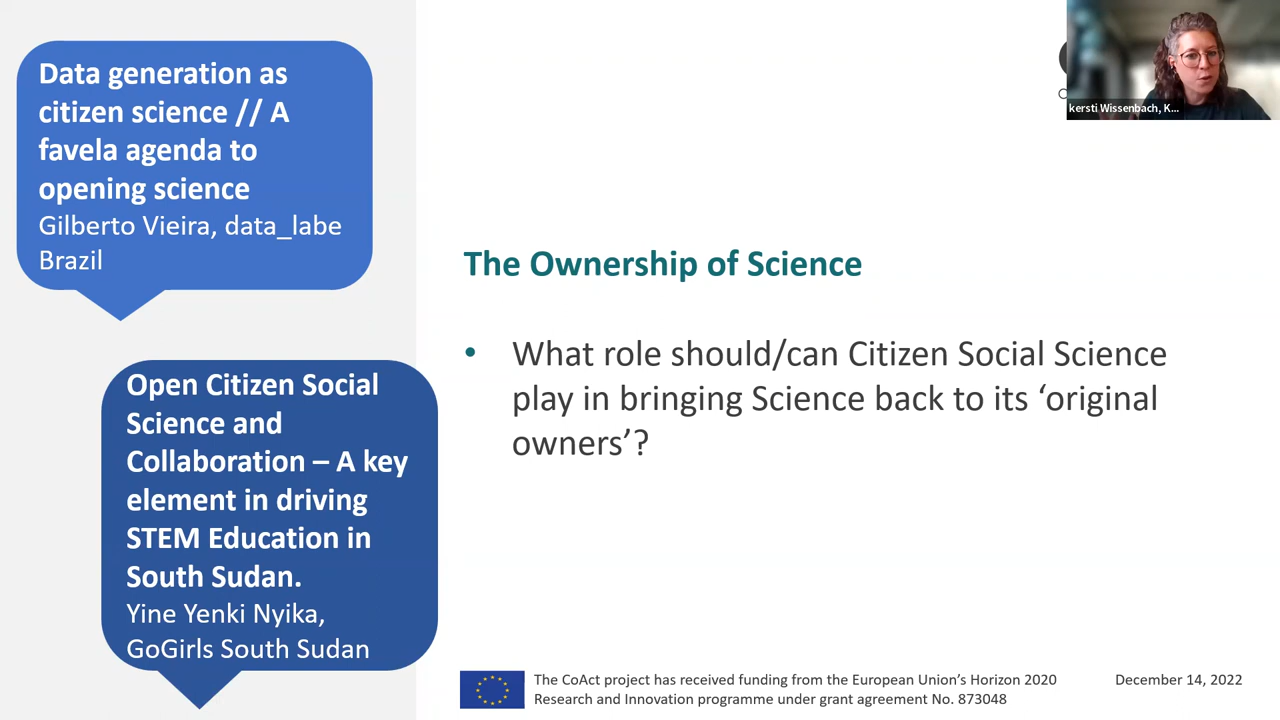 Data generation as
citizen science // A
favela agenda to
opening science
Gilberto Vieira, data_labe
Brazil
Open Citizen Social
Science and
Collaboration – A key
element in driving
STEM Education in
South Sudan.
Yine Yenki Nyika,
GoGirls South Sudan
kersti Wissenbach, K...
The Ownership of Science
• What role should/can Citizen Social Science
play in bringing Science back to its ‘original
owners’?
The CoAct project has received funding from the European Union’s Horizon 2020
Research and Innovation programme under grant agreement No. 873048
December 14, 2022